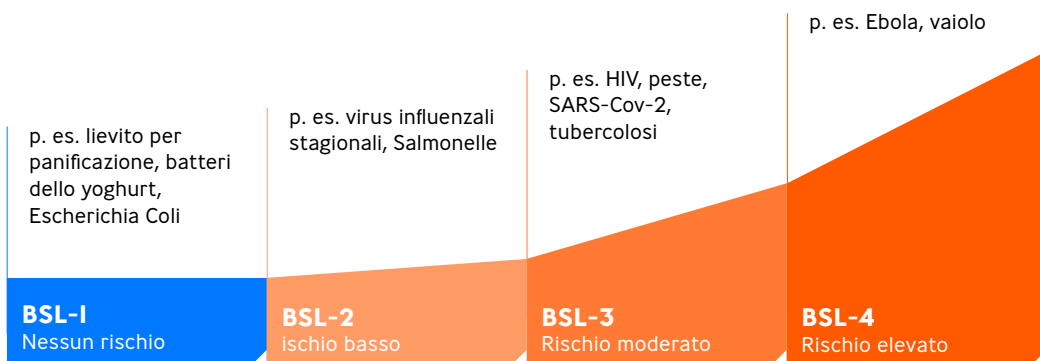 p. es. lievito per
panificazione, batteri
dello yoghurt,
Escherichia Coli
BSL-1
Nessun rischio
p. es. virus influenzali
stagionali, Salmonelle
BSL-2
ischio basso
p. es. HIV, peste,
SARS-Cov-2,
tubercolosi
BSL-3
Rischio moderato
p. es. Ebola, vaiolo
BSL-4
Rischio elevato